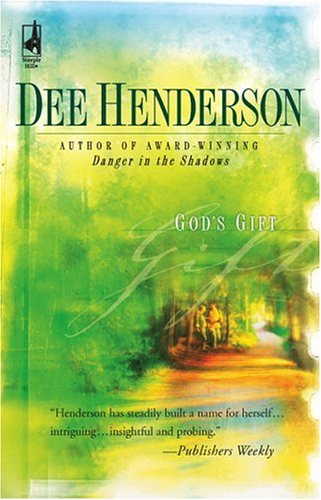 Steeple
Hill®
DEE HENDERSON
AUTHOR OF AWARD-WINNING
Danger in the Shadows
GOD'S GIFT
Gift
"Henderson has steadily built a name for herself...
intriguing...insightful and probing."
—Publishers Weekly